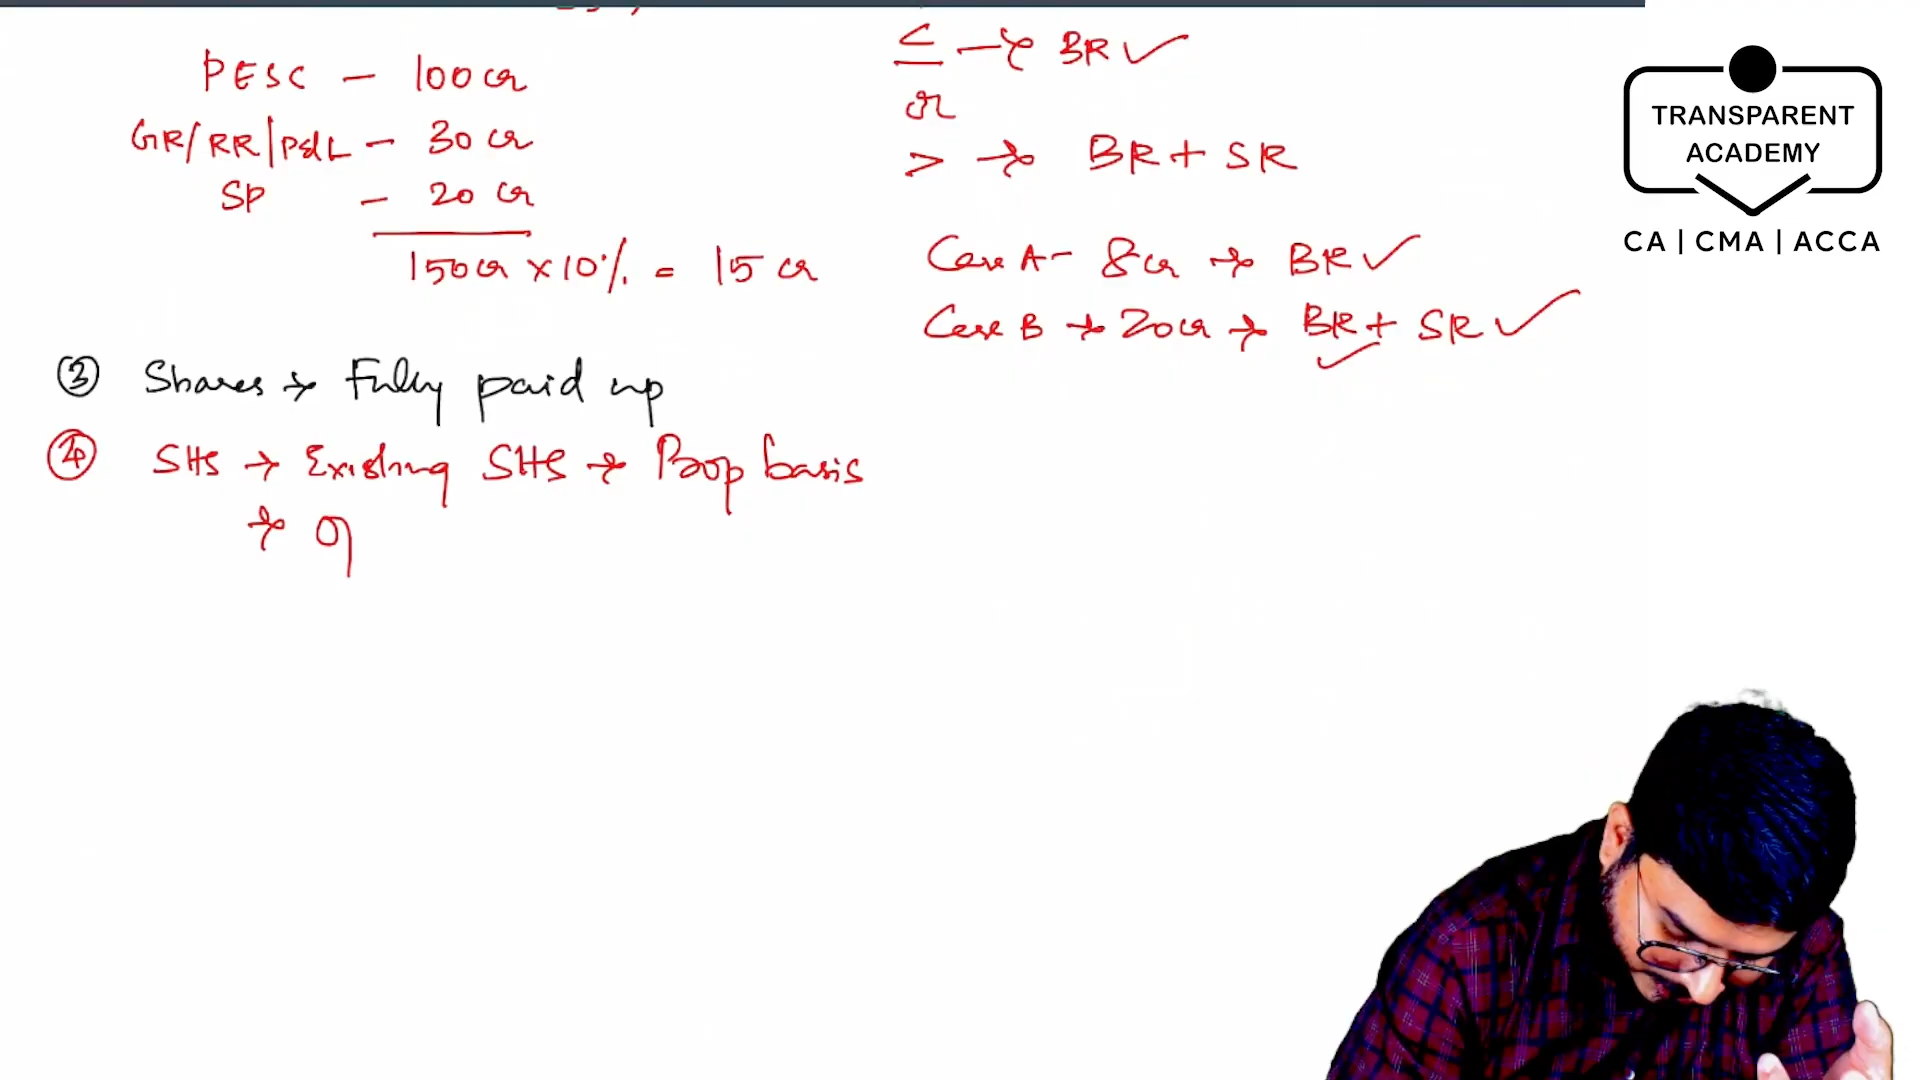 PESC - 100 cr
GR/RR/P&L - 30 cr
SP - 20 cr
150 cr × 10% = 15 cr
≤ → BR ✓
or
> → BR + SR
Case A - 8 cr → BR ✓
Case B → 20 cr → BR + SR ✓
③ Shares → Fully paid up
④ SHS → Existing SHS → Prop basis
→ O
TRANSPARENT
ACADEMY
CA | CMA | ACCA